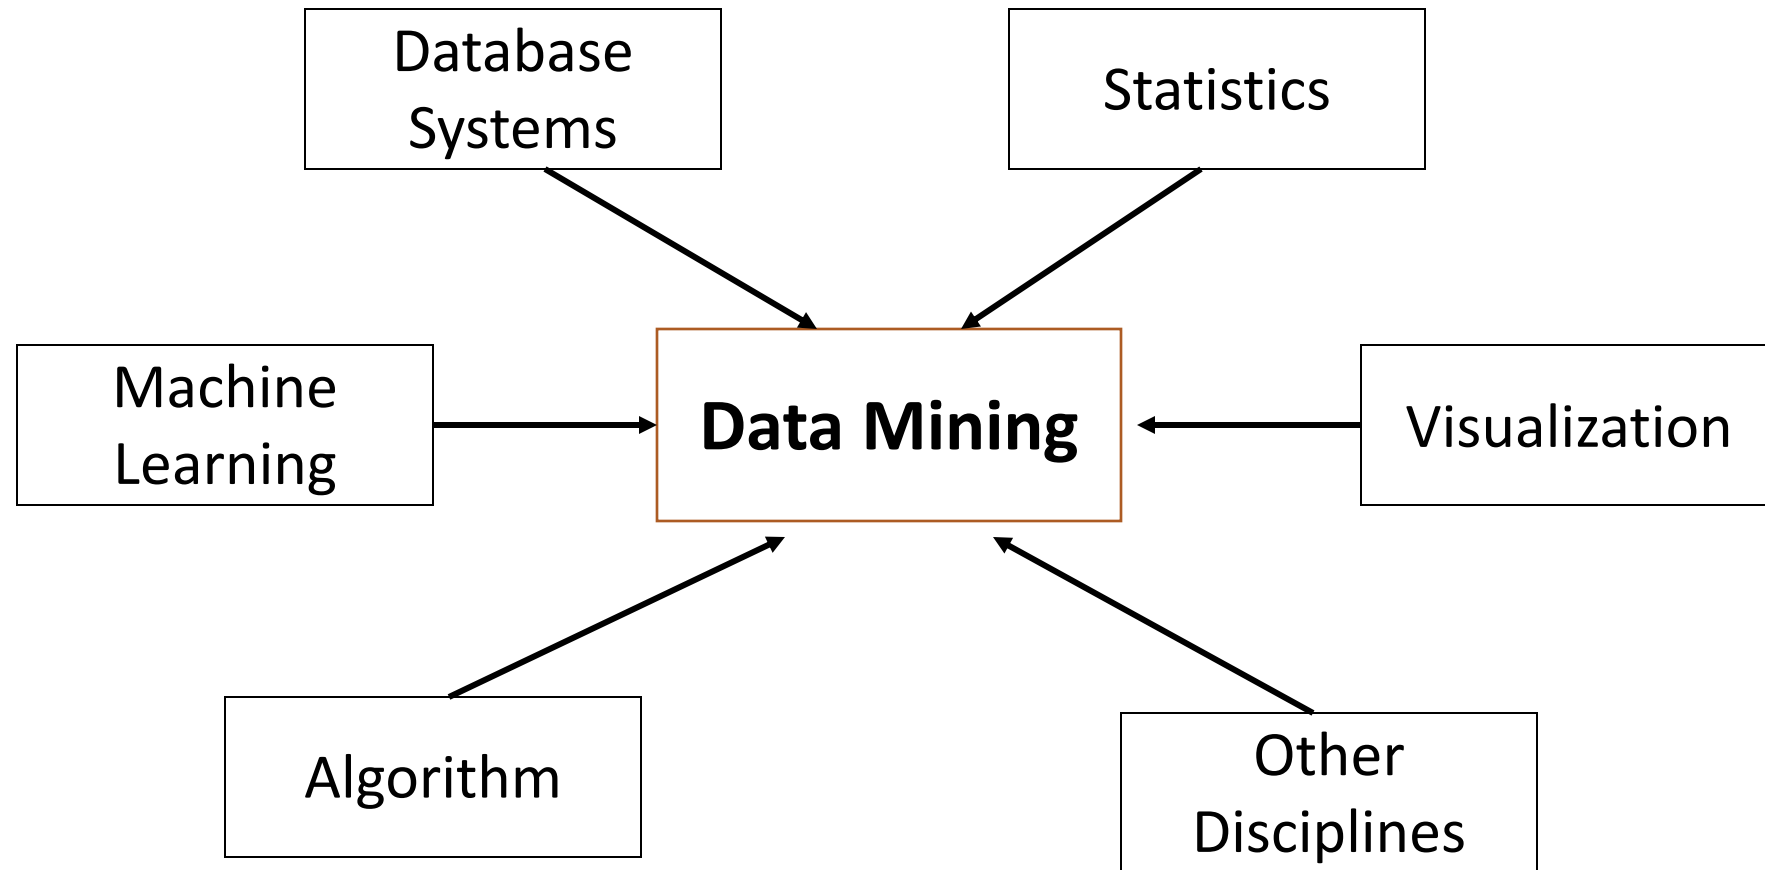 Database
Systems
Statistics
Machine
Learning
Data Mining
Visualization
Algorithm
Other
Disciplines